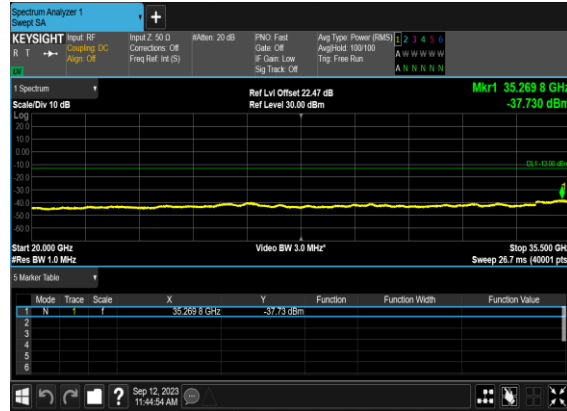 Spectrum Analyzer 1
Swept SA
+
KEYSIGHT Input: RF Input Z: 50 Ω #Atten: 20 dB PNO: Fast Avg Type: Power (RMS) 1 2 3 4 5 6
R T Coupling: DC Corrections: Off Gate: Off Avg|Hold: 100/100 A W W W W W
Align: Off Freq Ref: Int (S) IF Gain: Low Trig: Free Run
Sig Track: Off A N N N N N
1 Spectrum Ref Lvl Offset 22.47 dB Mkr1 35.269 8 GHz
Scale/Div 10 dB Ref Level 30.00 dBm -37.730 dBm
Log
20.0
10.0
0.00
-10.0 DL1 -13.00 dBm
-20.0
-30.0
-40.0
-50.0
-60.0
Start 20.000 GHz Video BW 3.0 MHz* Stop 35.500 GHz
#Res BW 1.0 MHz Sweep 26.7 ms (40001 pts)
5 Marker Table
Mode Trace Scale X Y Function Function Width Function Value
1 N 1 f 35.269 8 GHz -37.73 dBm
2
3
4
5
6
? Sep 12, 2023
11:44:54 AM